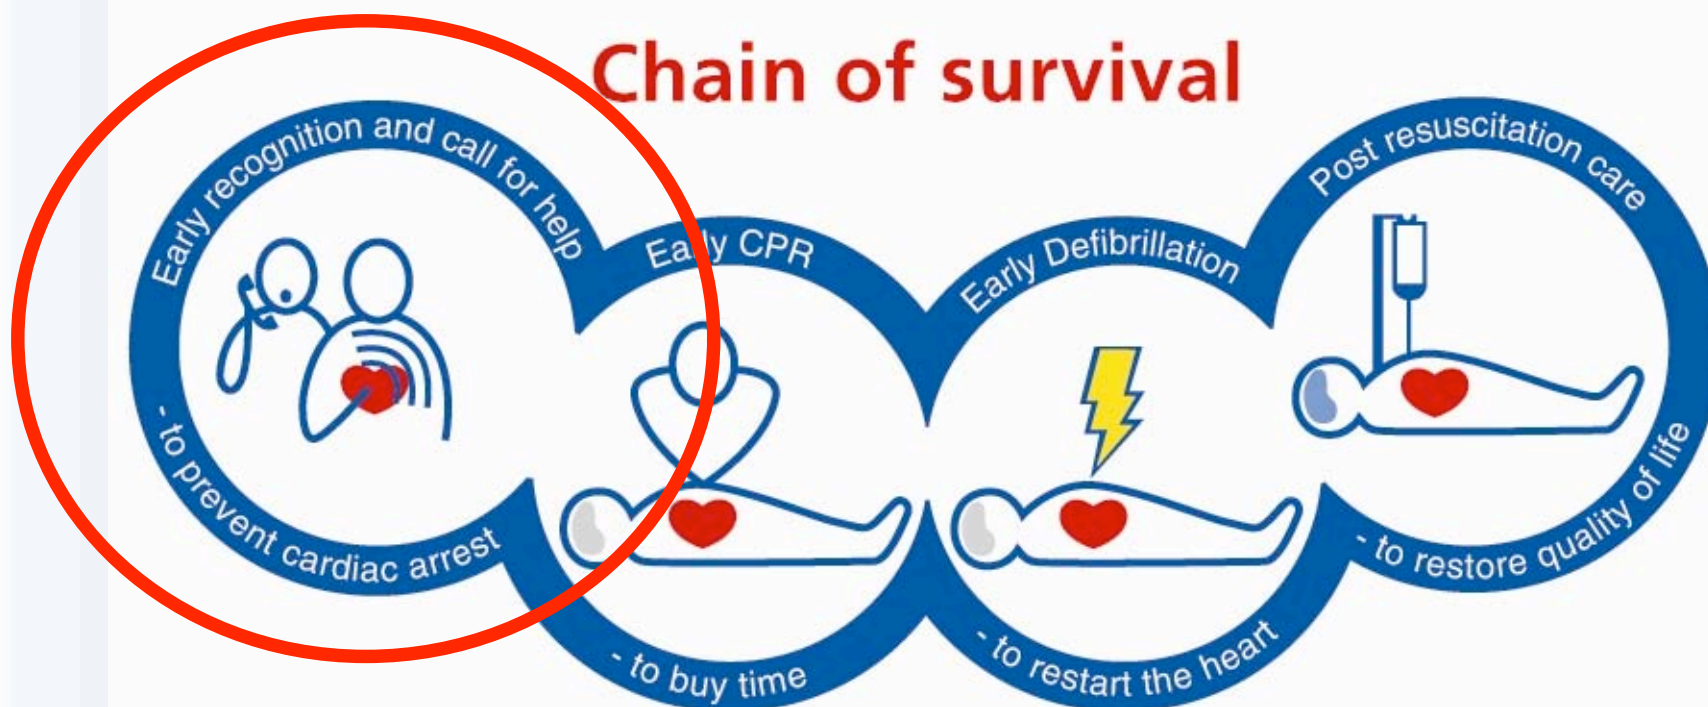 Chain of survival
Early recognition and call for help
- to prevent cardiac arrest
Early CPR
- to buy time
Early Defibrillation
- to restart the heart
Post resuscitation care
- to restore quality of life